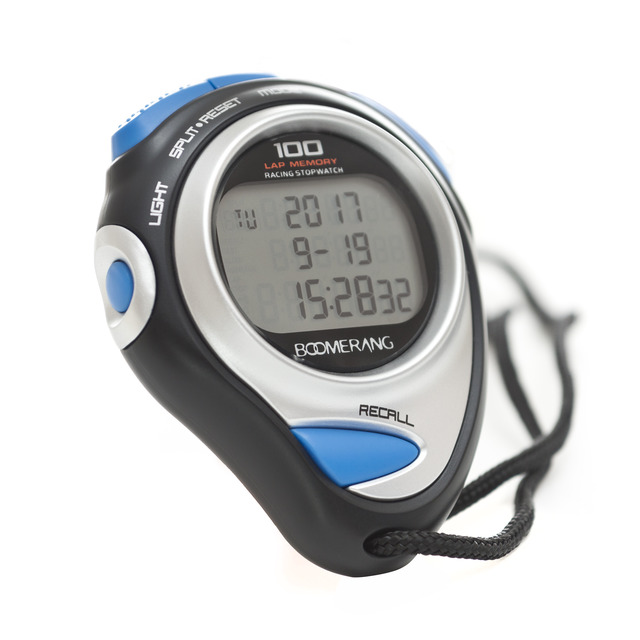 LIGHT
SPLIT•RESET
100
LAP MEMORY
RACING STOPWATCH
TU 2017
9-19
15:28 32
BOOMERANG
RECALL